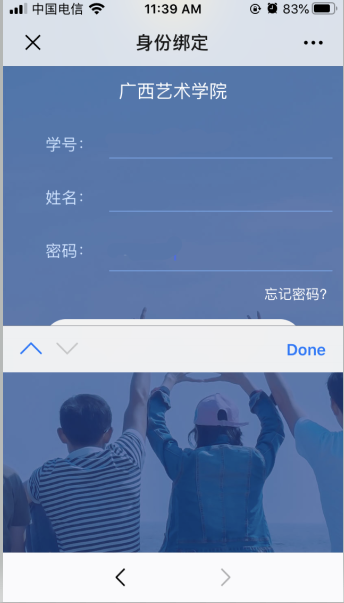 中国电信 11:39 AM 83%
身份绑定
广西艺术学院
学号：
姓名：
密码：
忘记密码?
Done